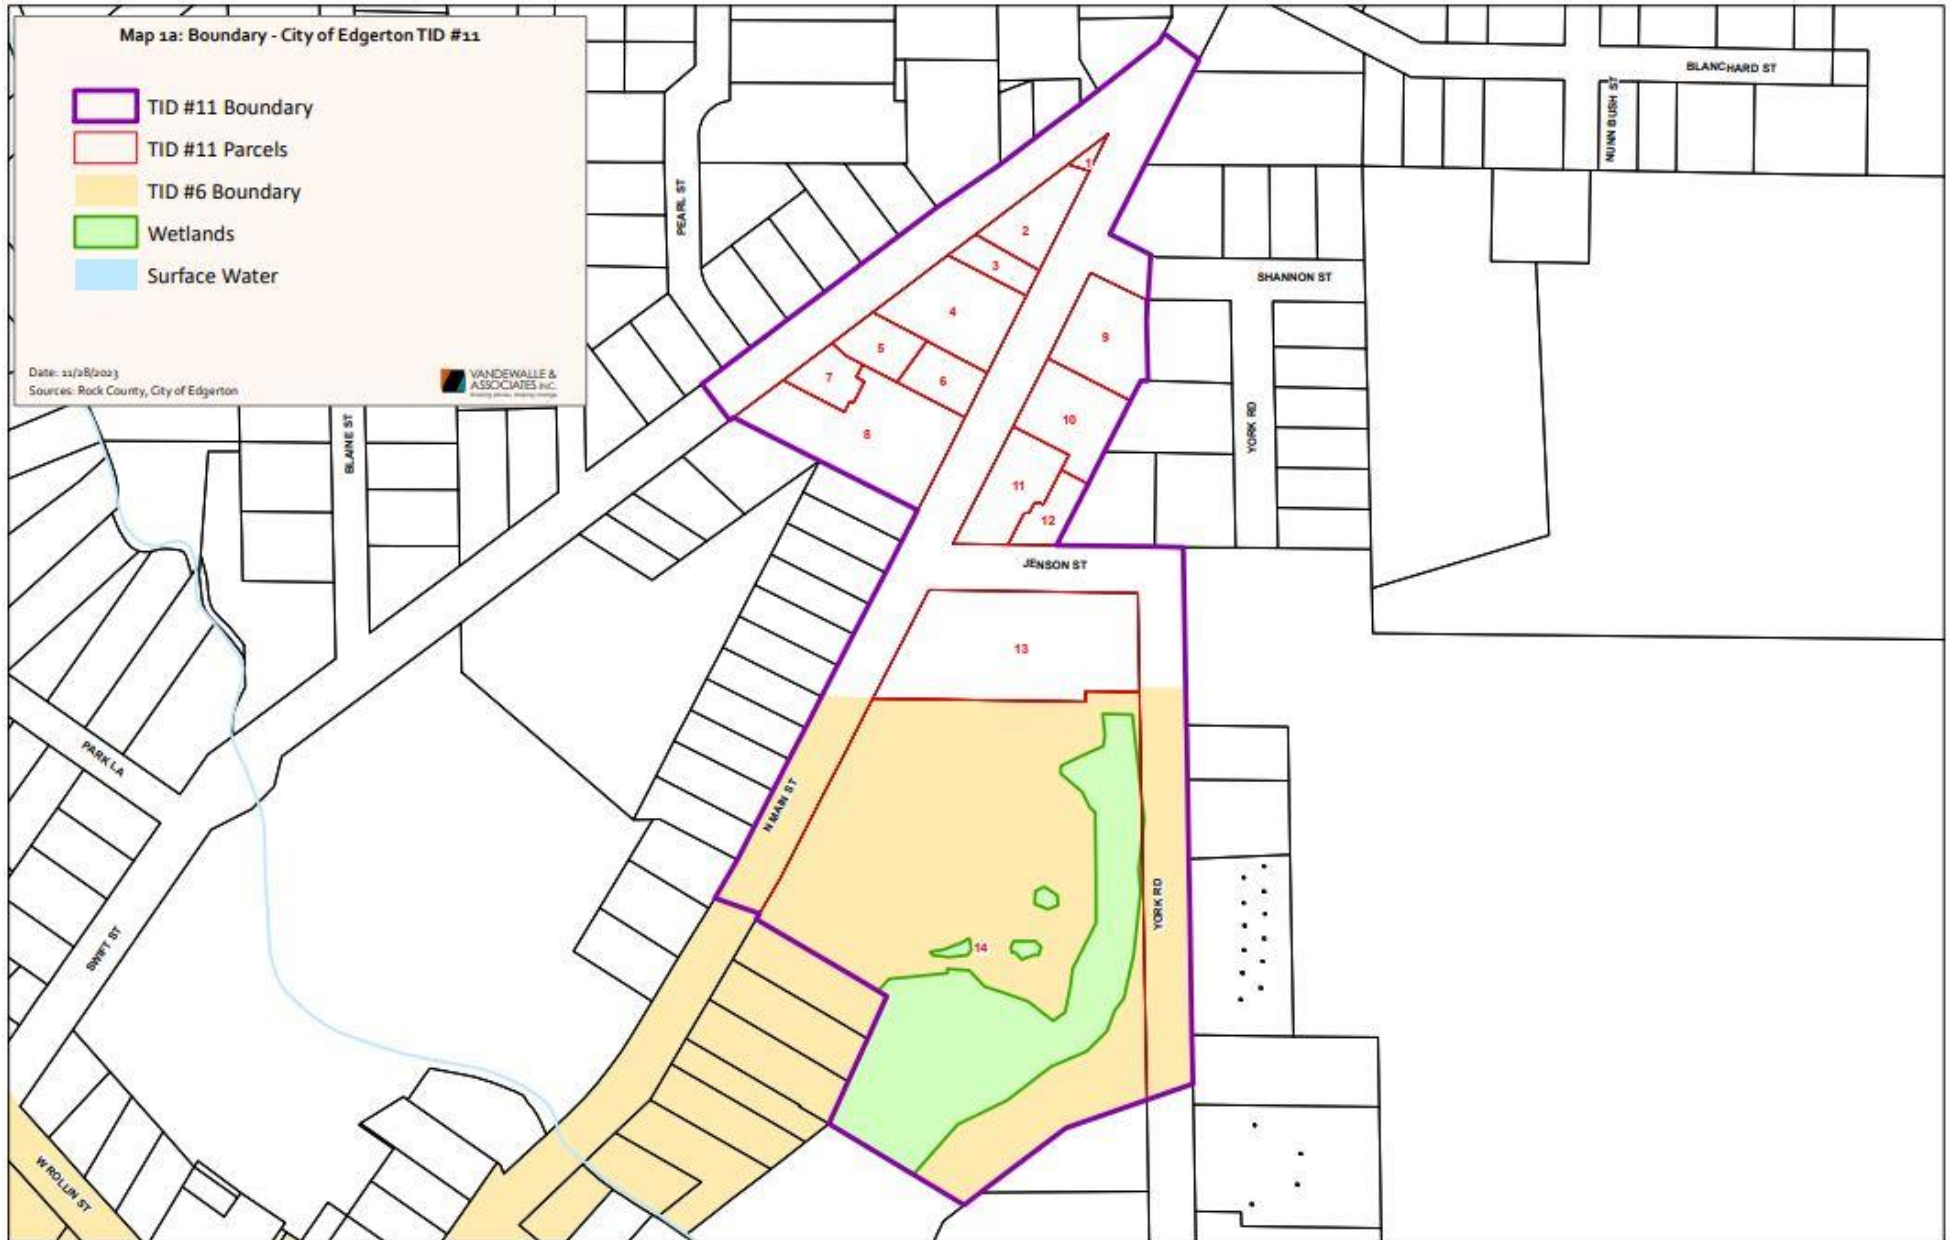 Map 1a: Boundary - City of Edgerton TID #11
TID #11 Boundary
TID #11 Parcels
TID #6 Boundary
Wetlands
Surface Water
Date: 11/28/2023
Sources: Rock County, City of Edgerton
VANDEWALLE &
ASSOCIATES INC.
BLANCHARD ST
NUNN BUSH ST
PEARL ST
1
2
3
4
5
6
7
8
9
10
11
12
SHANNON ST
YORK RD
BLAINE ST
JENSON ST
13
PARK LA
N MAIN ST
YORK RD
14
SWIFT ST
W ROLLIN ST